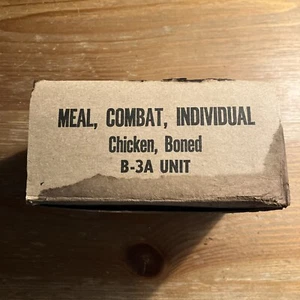 MEAL, COMBAT, INDIVIDUAL
Chicken, Boned
B-3A UNIT